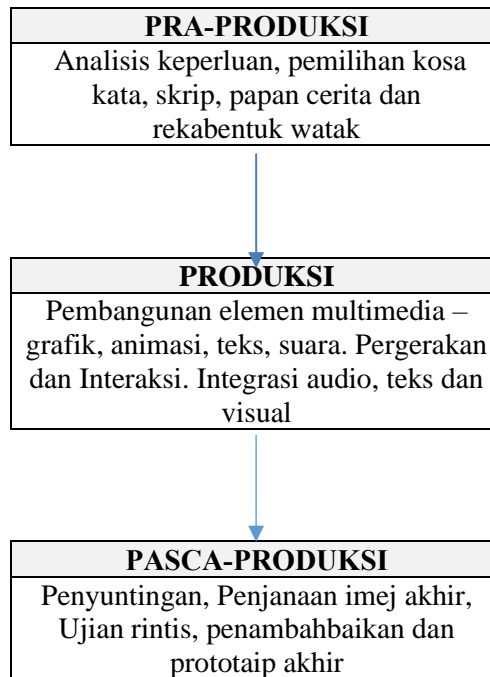 PRA-PRODUKSI
Analisis keperluan, pemilihan kosa
kata, skrip, papan cerita dan
rekabentuk watak
PRODUKSI
Pembangunan elemen multimedia –
grafik, animasi, teks, suara. Pergerakan
dan Interaksi. Integrasi audio, teks dan
visual
PASCA-PRODUKSI
Penyuntingan, Penjanaan imej akhir,
Ujian rintis, penambahbaikan dan
prototaip akhir